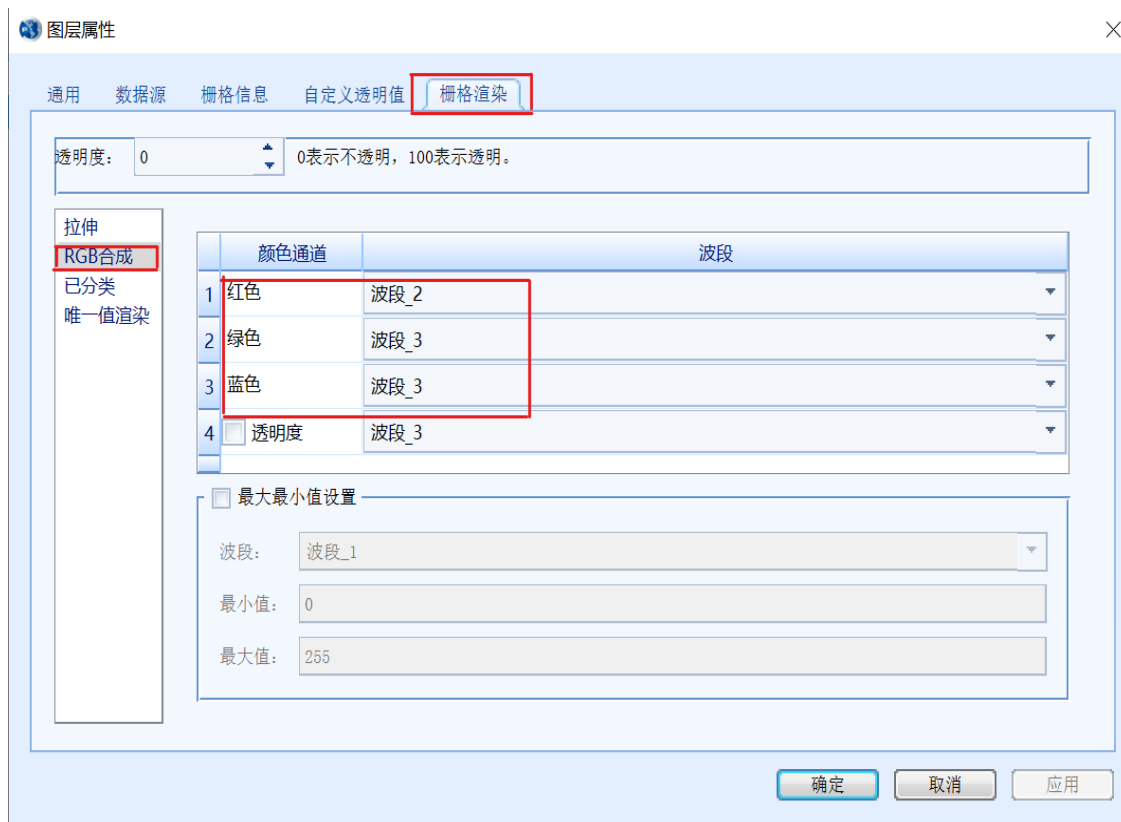 图层属性
通用 数据源 栅格信息 自定义透明值 栅格渲染
透明度： 0 0表示不透明，100表示透明。
拉伸
RGB合成
已分类
唯一值渲染
颜色通道 波段
1 红色 波段_2
2 绿色 波段_3
3 蓝色 波段_3
4 透明度 波段_3
最大最小值设置
波段： 波段_1
最小值： 0
最大值： 255
确定 取消 应用